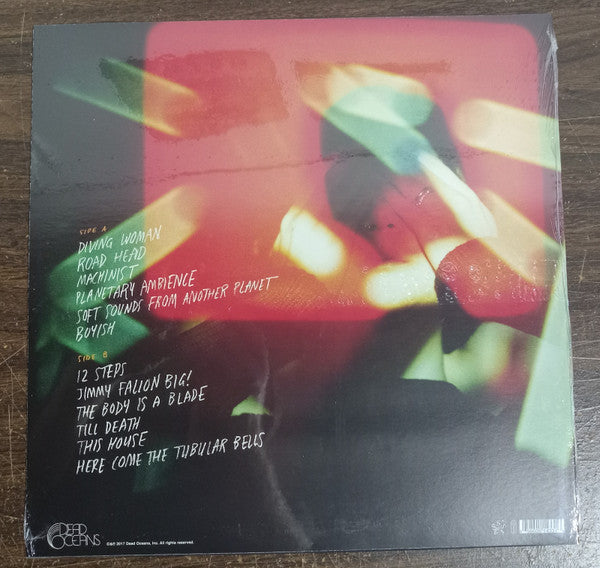 SIDE A
DIVING WOMAN
ROAD HEAD
MACHINIST
PLANETARY AMBIENCE
SOFT SOUNDS FROM ANOTHER PLANET
BOYISH
SIDE B
12 STEPS
JIMMY FALLON BIG!
THE BODY IS A BLADE
TILL DEATH
THIS HOUSE
HERE COME THE TUBULAR BELLS
DEAD
OCEANS
©℗ 2017 Dead Oceans, Inc. All rights reserved.